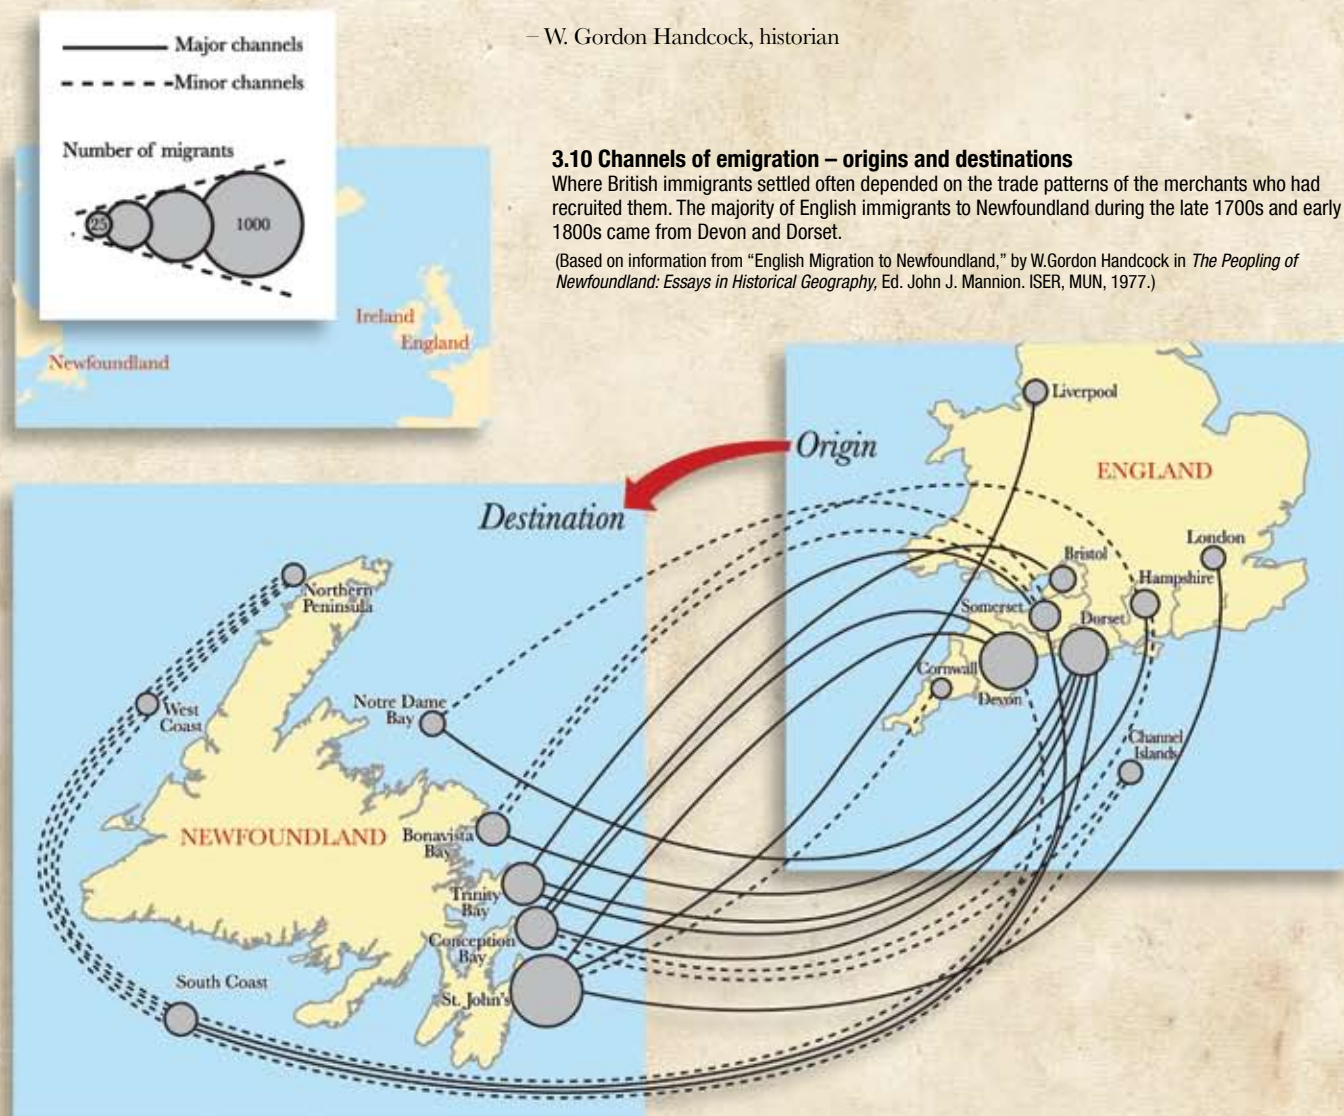 – W. Gordon Handcock, historian
Major channels
Minor channels
Number of migrants
25
1000
3.10 Channels of emigration – origins and destinations
Where British immigrants settled often depended on the trade patterns of the merchants who had
recruited them. The majority of English immigrants to Newfoundland during the late 1700s and early
1800s came from Devon and Dorset.
(Based on information from “English Migration to Newfoundland,” by W.Gordon Handcock in The Peopling of
Newfoundland: Essays in Historical Geography, Ed. John J. Mannion. ISER, MUN, 1977.)
Ireland
England
Newfoundland
Origin
Destination
Liverpool
ENGLAND
London
Bristol
Hampshire
Somerset
Dorset
Cornwall
Devon
Channel
Islands
Northern
Peninsula
West
Coast
Notre Dame
Bay
NEWFOUNDLAND
Bonavista
Bay
Trinity
Bay
Conception
Bay
South Coast
St. John's